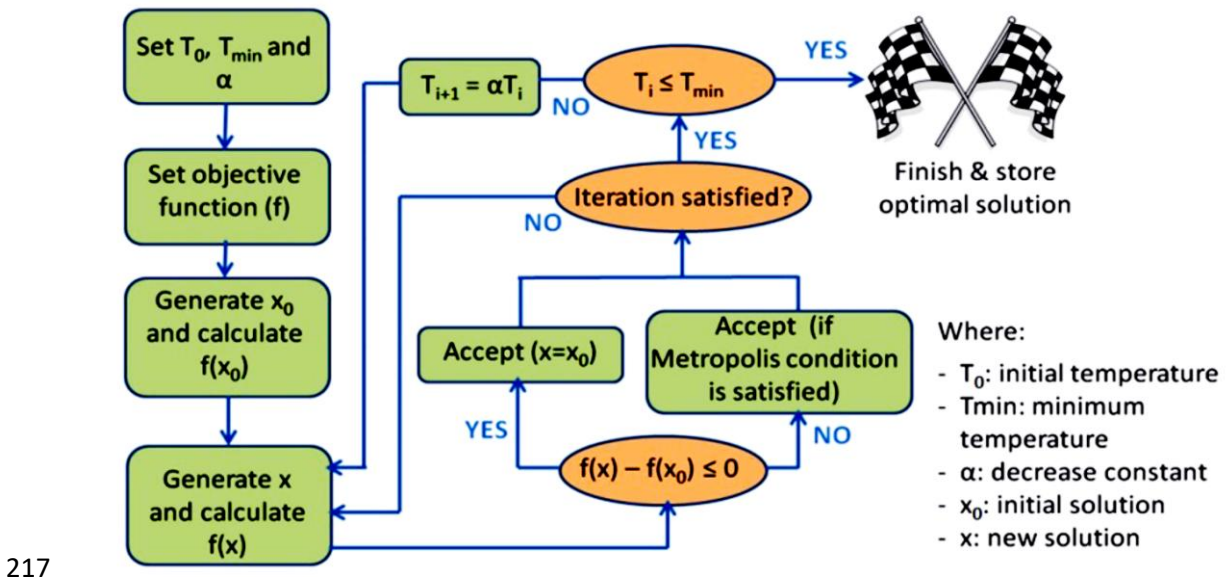 Set T₀, Tmin and
α
Set objective
function (f)
Generate x₀
and calculate
f(x₀)
Generate x
and calculate
f(x)
Tᵢ₊₁ = αTᵢ
NO
Tᵢ ≤ Tmin
YES
YES
Iteration satisfied?
NO
Accept (x=x₀)
Accept (if
Metropolis condition
is satisfied)
YES
NO
f(x) – f(x₀) ≤ 0
Finish & store
optimal solution
Where:
- T₀: initial temperature
- Tmin: minimum
temperature
- α: decrease constant
- x₀: initial solution
- x: new solution
217